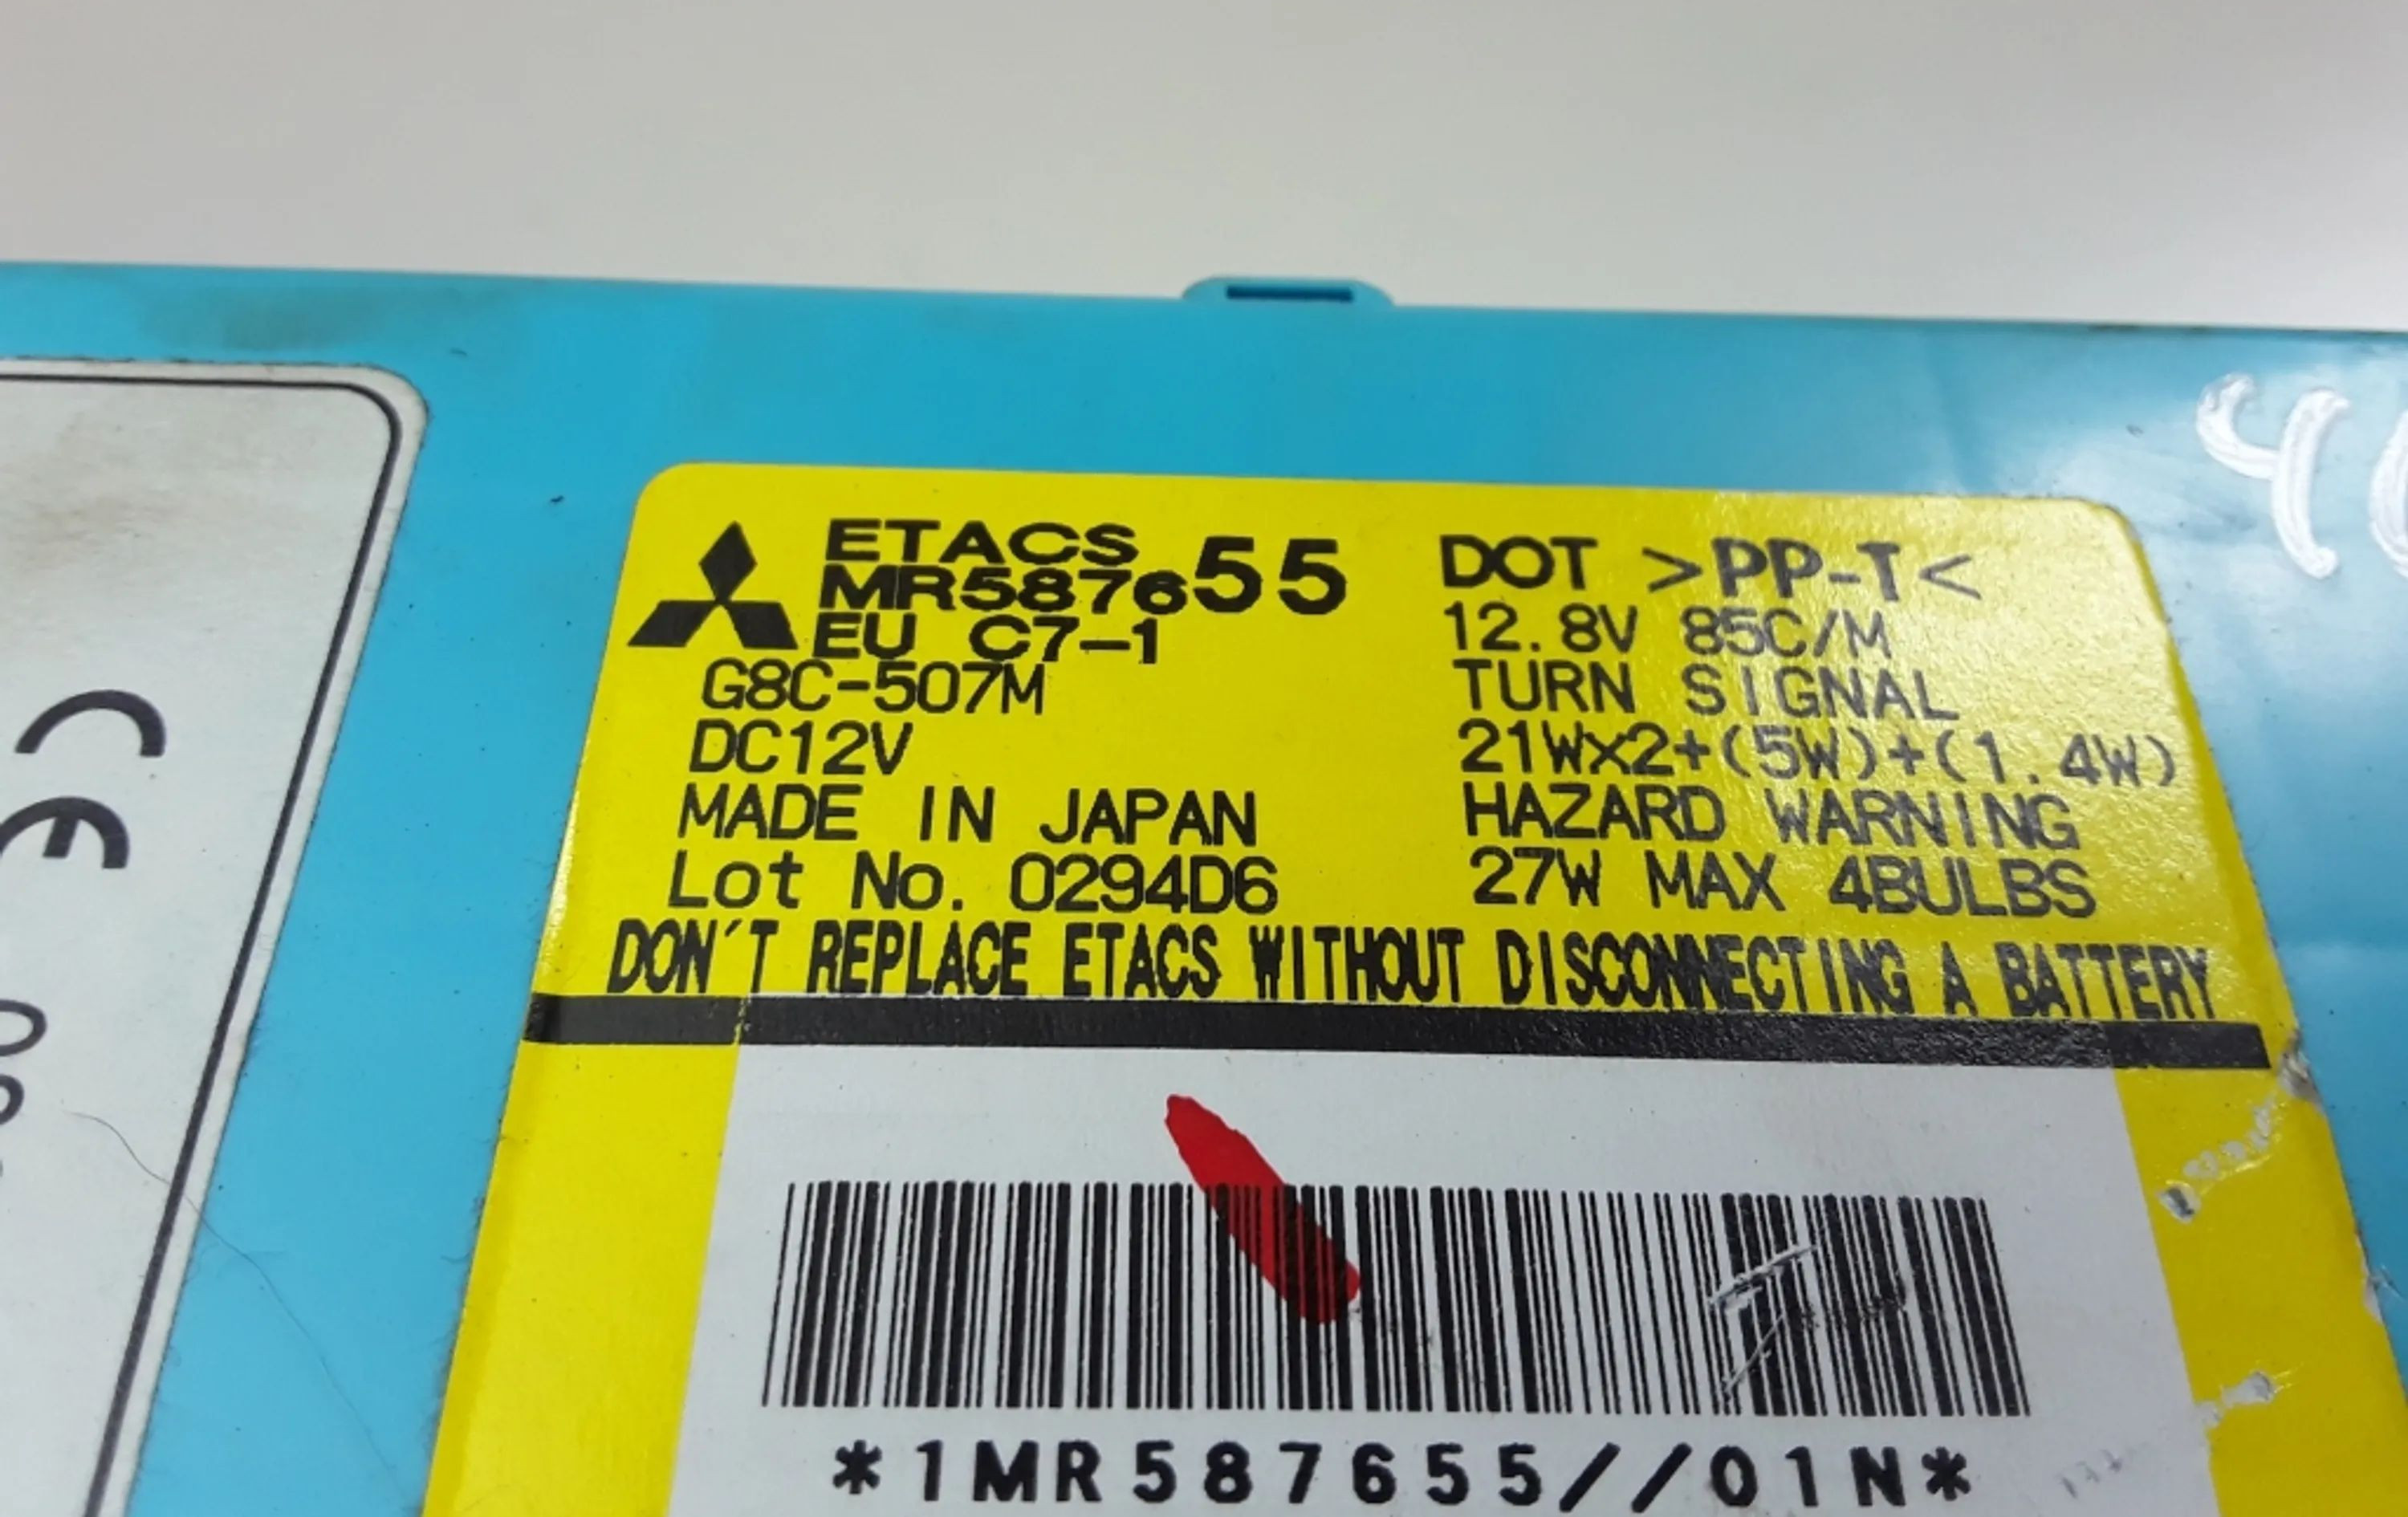 ETACS
MR587655
EU C7-1
G8C-507M
DC12V
MADE IN JAPAN
Lot No. 0294D6
DOT >PP-T<
12.8V 85C/M
TURN SIGNAL
21Wx2+(5W)+(1.4W)
HAZARD WARNING
27W MAX 4BULBS
DON'T REPLACE ETACS WITHOUT DISCONNECTING A BATTERY
*1MR587655//01N*
CE